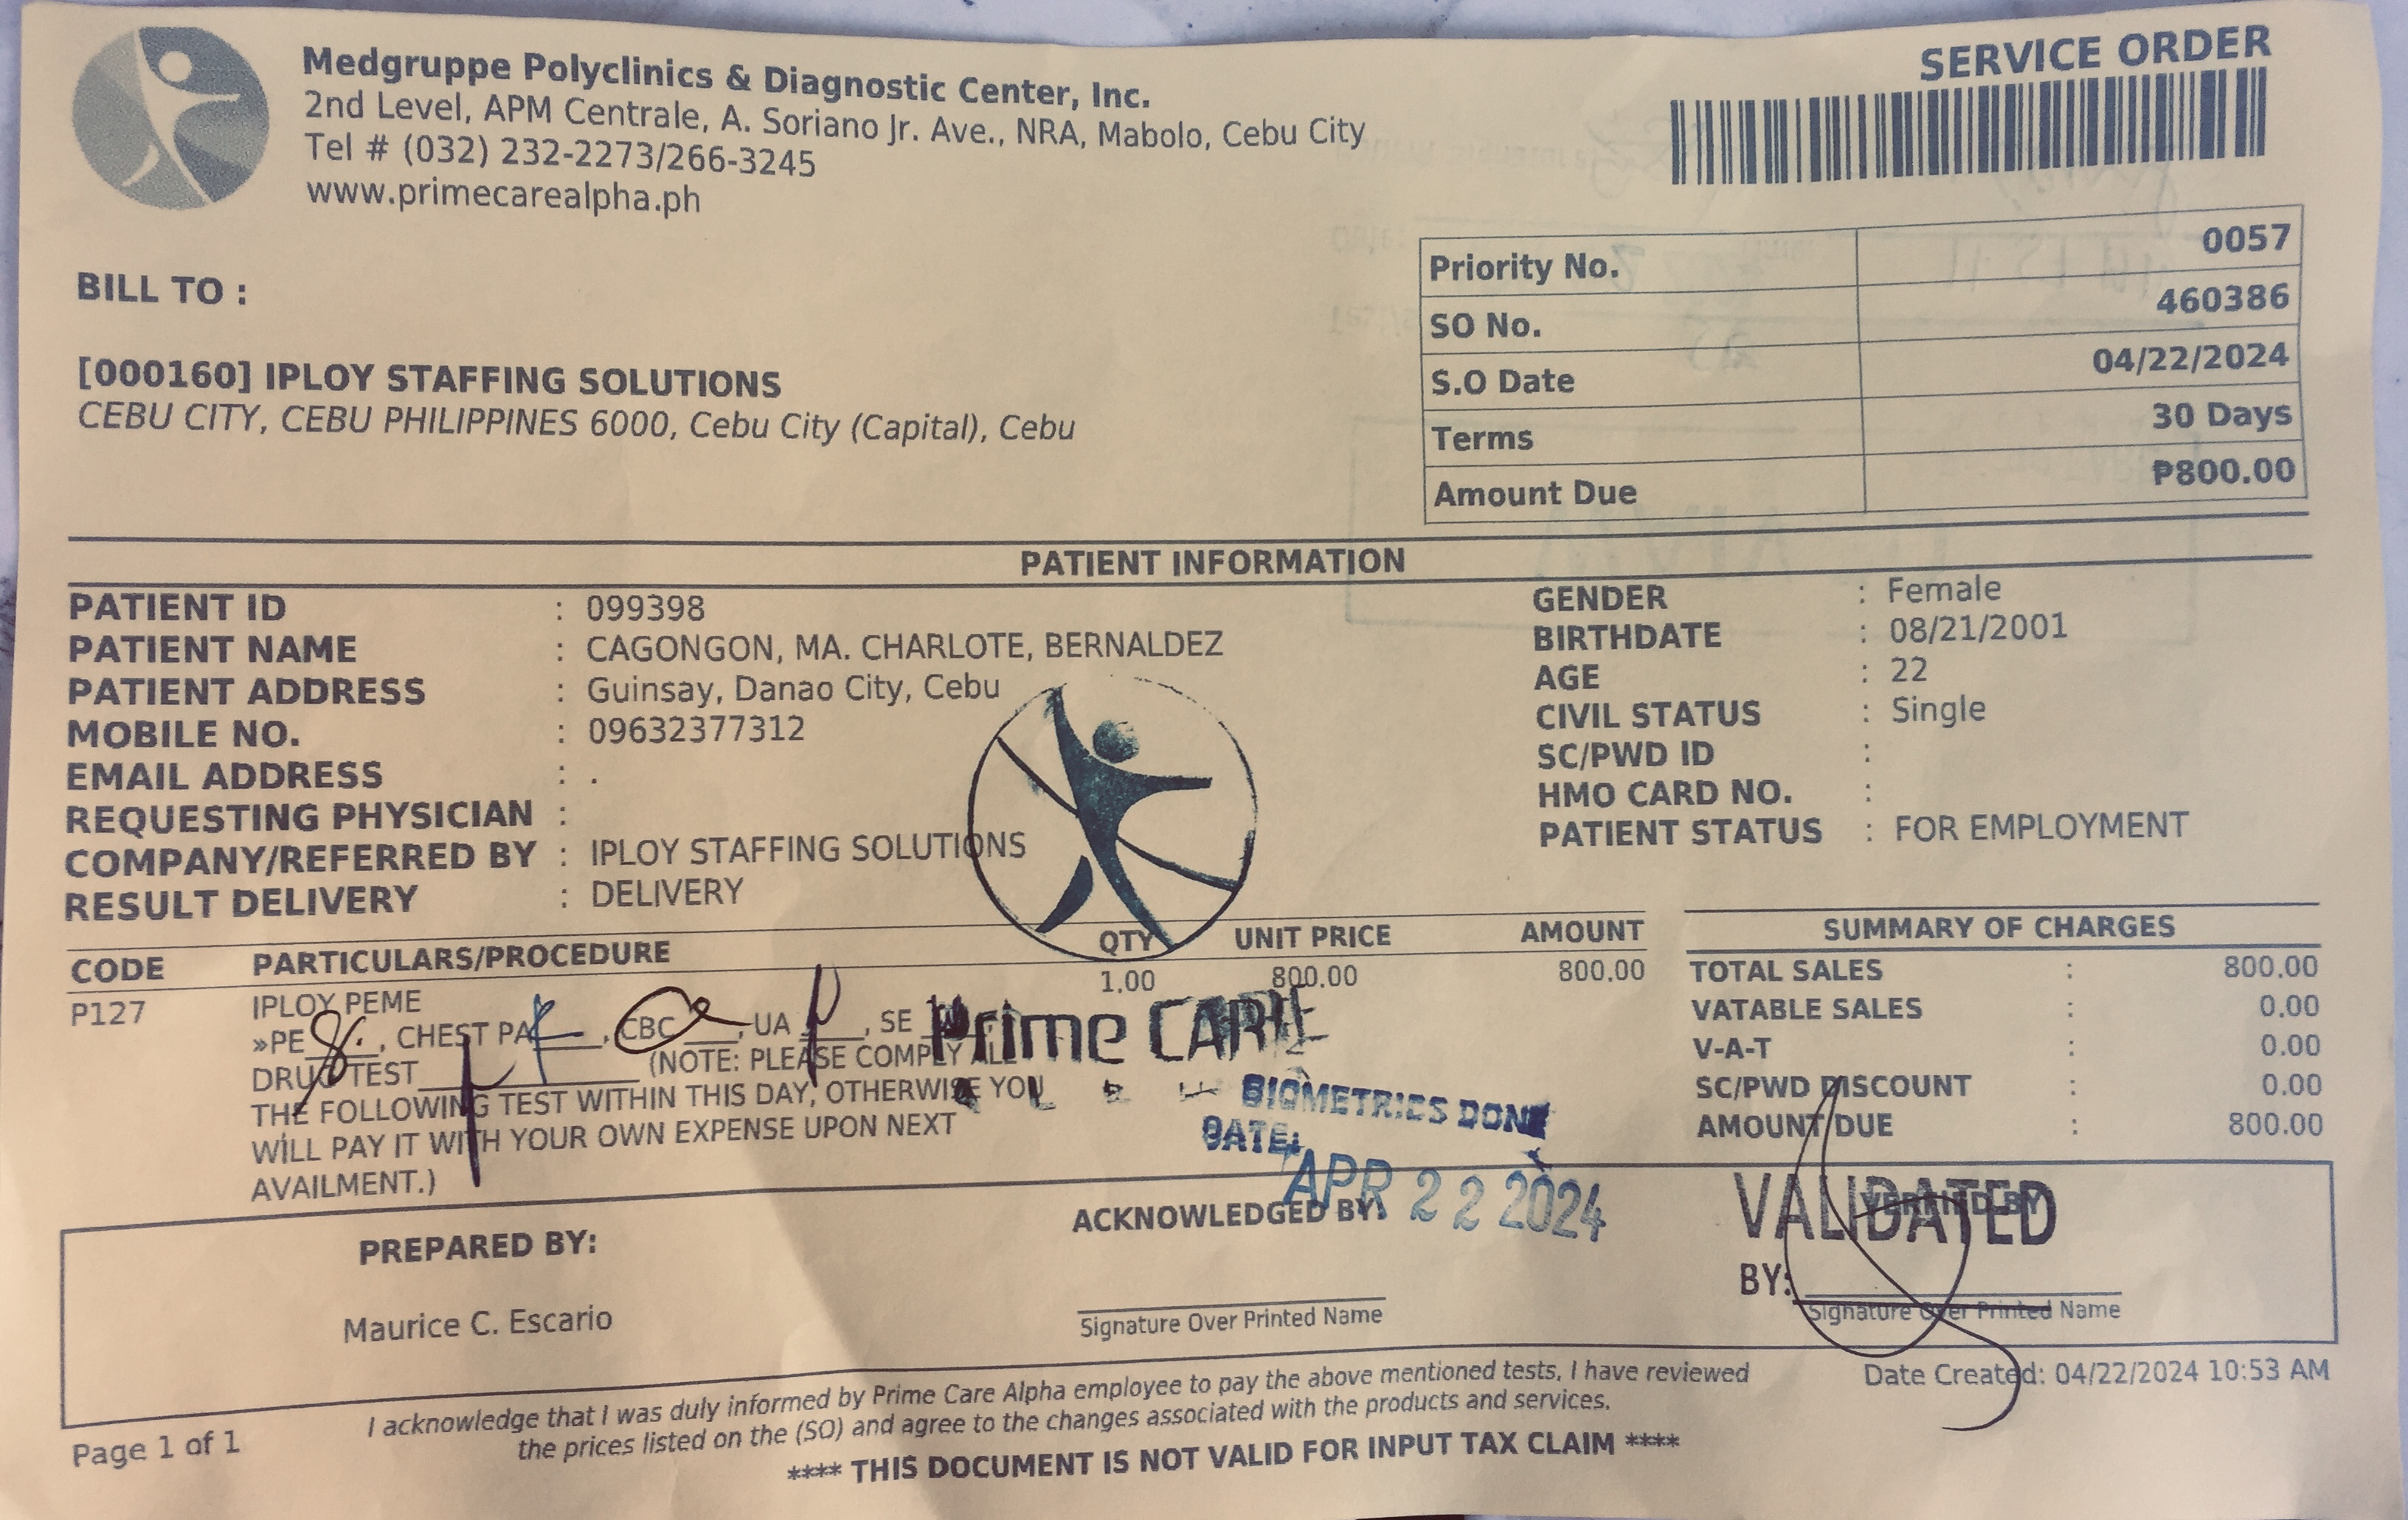 Medgruppe Polyclinics & Diagnostic Center, Inc.
2nd Level, APM Centrale, A. Soriano Jr. Ave., NRA, Mabolo, Cebu City
Tel # (032) 232-2273/266-3245
www.primecarealpha.ph
SERVICE ORDER
Priority No. 0057
SO No. 460386
S.O Date 04/22/2024
Terms 30 Days
Amount Due ₱800.00
BILL TO :
[000160] IPLOY STAFFING SOLUTIONS
CEBU CITY, CEBU PHILIPPINES 6000, Cebu City (Capital), Cebu
PATIENT INFORMATION
PATIENT ID : 099398
PATIENT NAME : CAGONGON, MA. CHARLOTE, BERNALDEZ
PATIENT ADDRESS : Guinsay, Danao City, Cebu
MOBILE NO. : 09632377312
EMAIL ADDRESS : .
REQUESTING PHYSICIAN :
COMPANY/REFERRED BY : IPLOY STAFFING SOLUTIONS
RESULT DELIVERY : DELIVERY
GENDER : Female
BIRTHDATE : 08/21/2001
AGE : 22
CIVIL STATUS : Single
SC/PWD ID :
HMO CARD NO. :
PATIENT STATUS : FOR EMPLOYMENT
CODE PARTICULARS/PROCEDURE QTY UNIT PRICE AMOUNT
P127 IPLOY PEME 1.00 800.00 800.00
»PE____, CHEST PA____, CBC____, UA____, SE
DRUG TEST____________ (NOTE: PLEASE COMPLY ALL
THE FOLLOWING TEST WITHIN THIS DAY, OTHERWISE YOU
WILL PAY IT WITH YOUR OWN EXPENSE UPON NEXT
AVAILMENT.)
Prime CARE
BIOMETRICS DONE
DATE:
APR 22 2024
SUMMARY OF CHARGES
TOTAL SALES : 800.00
VATABLE SALES : 0.00
V-A-T : 0.00
SC/PWD DISCOUNT : 0.00
AMOUNT DUE : 800.00
PREPARED BY:
Maurice C. Escario
ACKNOWLEDGED BY:
Signature Over Printed Name
VALIDATED
BY:
VERIFIED BY
Signature Over Printed Name
I acknowledge that I was duly informed by Prime Care Alpha employee to pay the above mentioned tests, I have reviewed
the prices listed on the (SO) and agree to the changes associated with the products and services.
Date Created: 04/22/2024 10:53 AM
Page 1 of 1
**** THIS DOCUMENT IS NOT VALID FOR INPUT TAX CLAIM ****